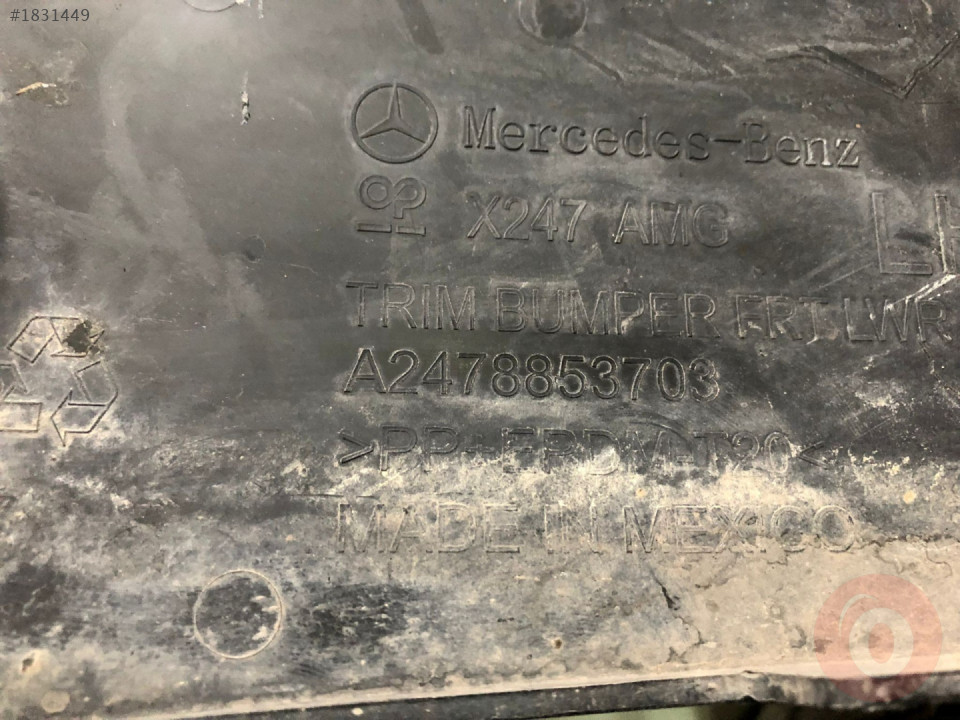 #1831449
Mercedes-Benz
X247 AMG
TRIM BUMPER FRT LWR
A2478853703
>PP+EPDM-T20<
MADE IN MEXICO